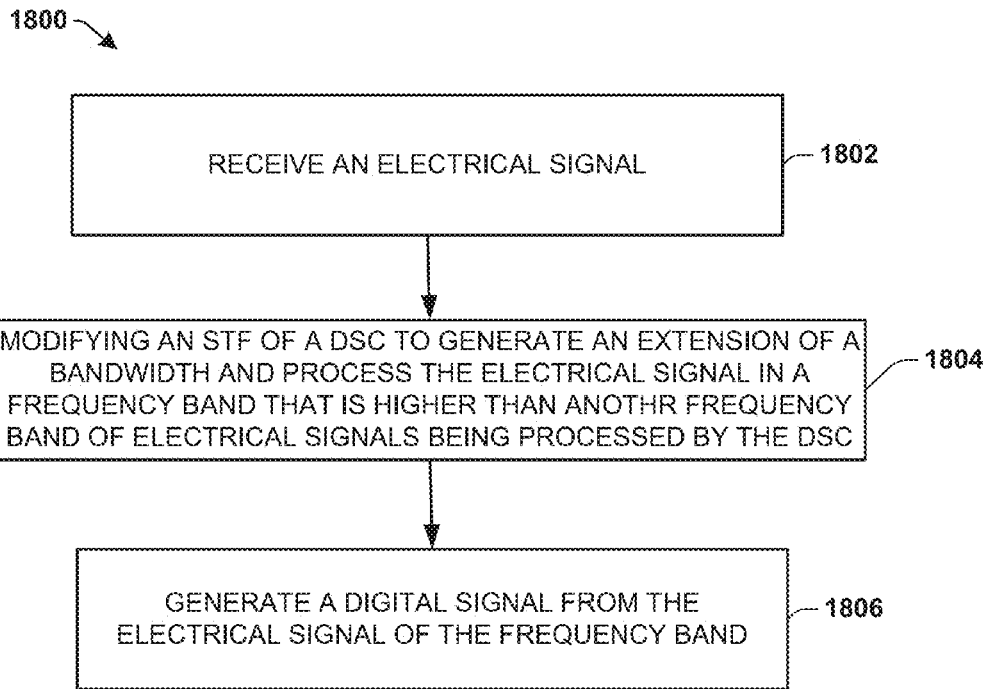 1800
RECEIVE AN ELECTRICAL SIGNAL
1802
MODIFYING AN STF OF A DSC TO GENERATE AN EXTENSION OF A
BANDWIDTH AND PROCESS THE ELECTRICAL SIGNAL IN A
FREQUENCY BAND THAT IS HIGHER THAN ANOTHR FREQUENCY
BAND OF ELECTRICAL SIGNALS BEING PROCESSED BY THE DSC
1804
GENERATE A DIGITAL SIGNAL FROM THE
ELECTRICAL SIGNAL OF THE FREQUENCY BAND
1806